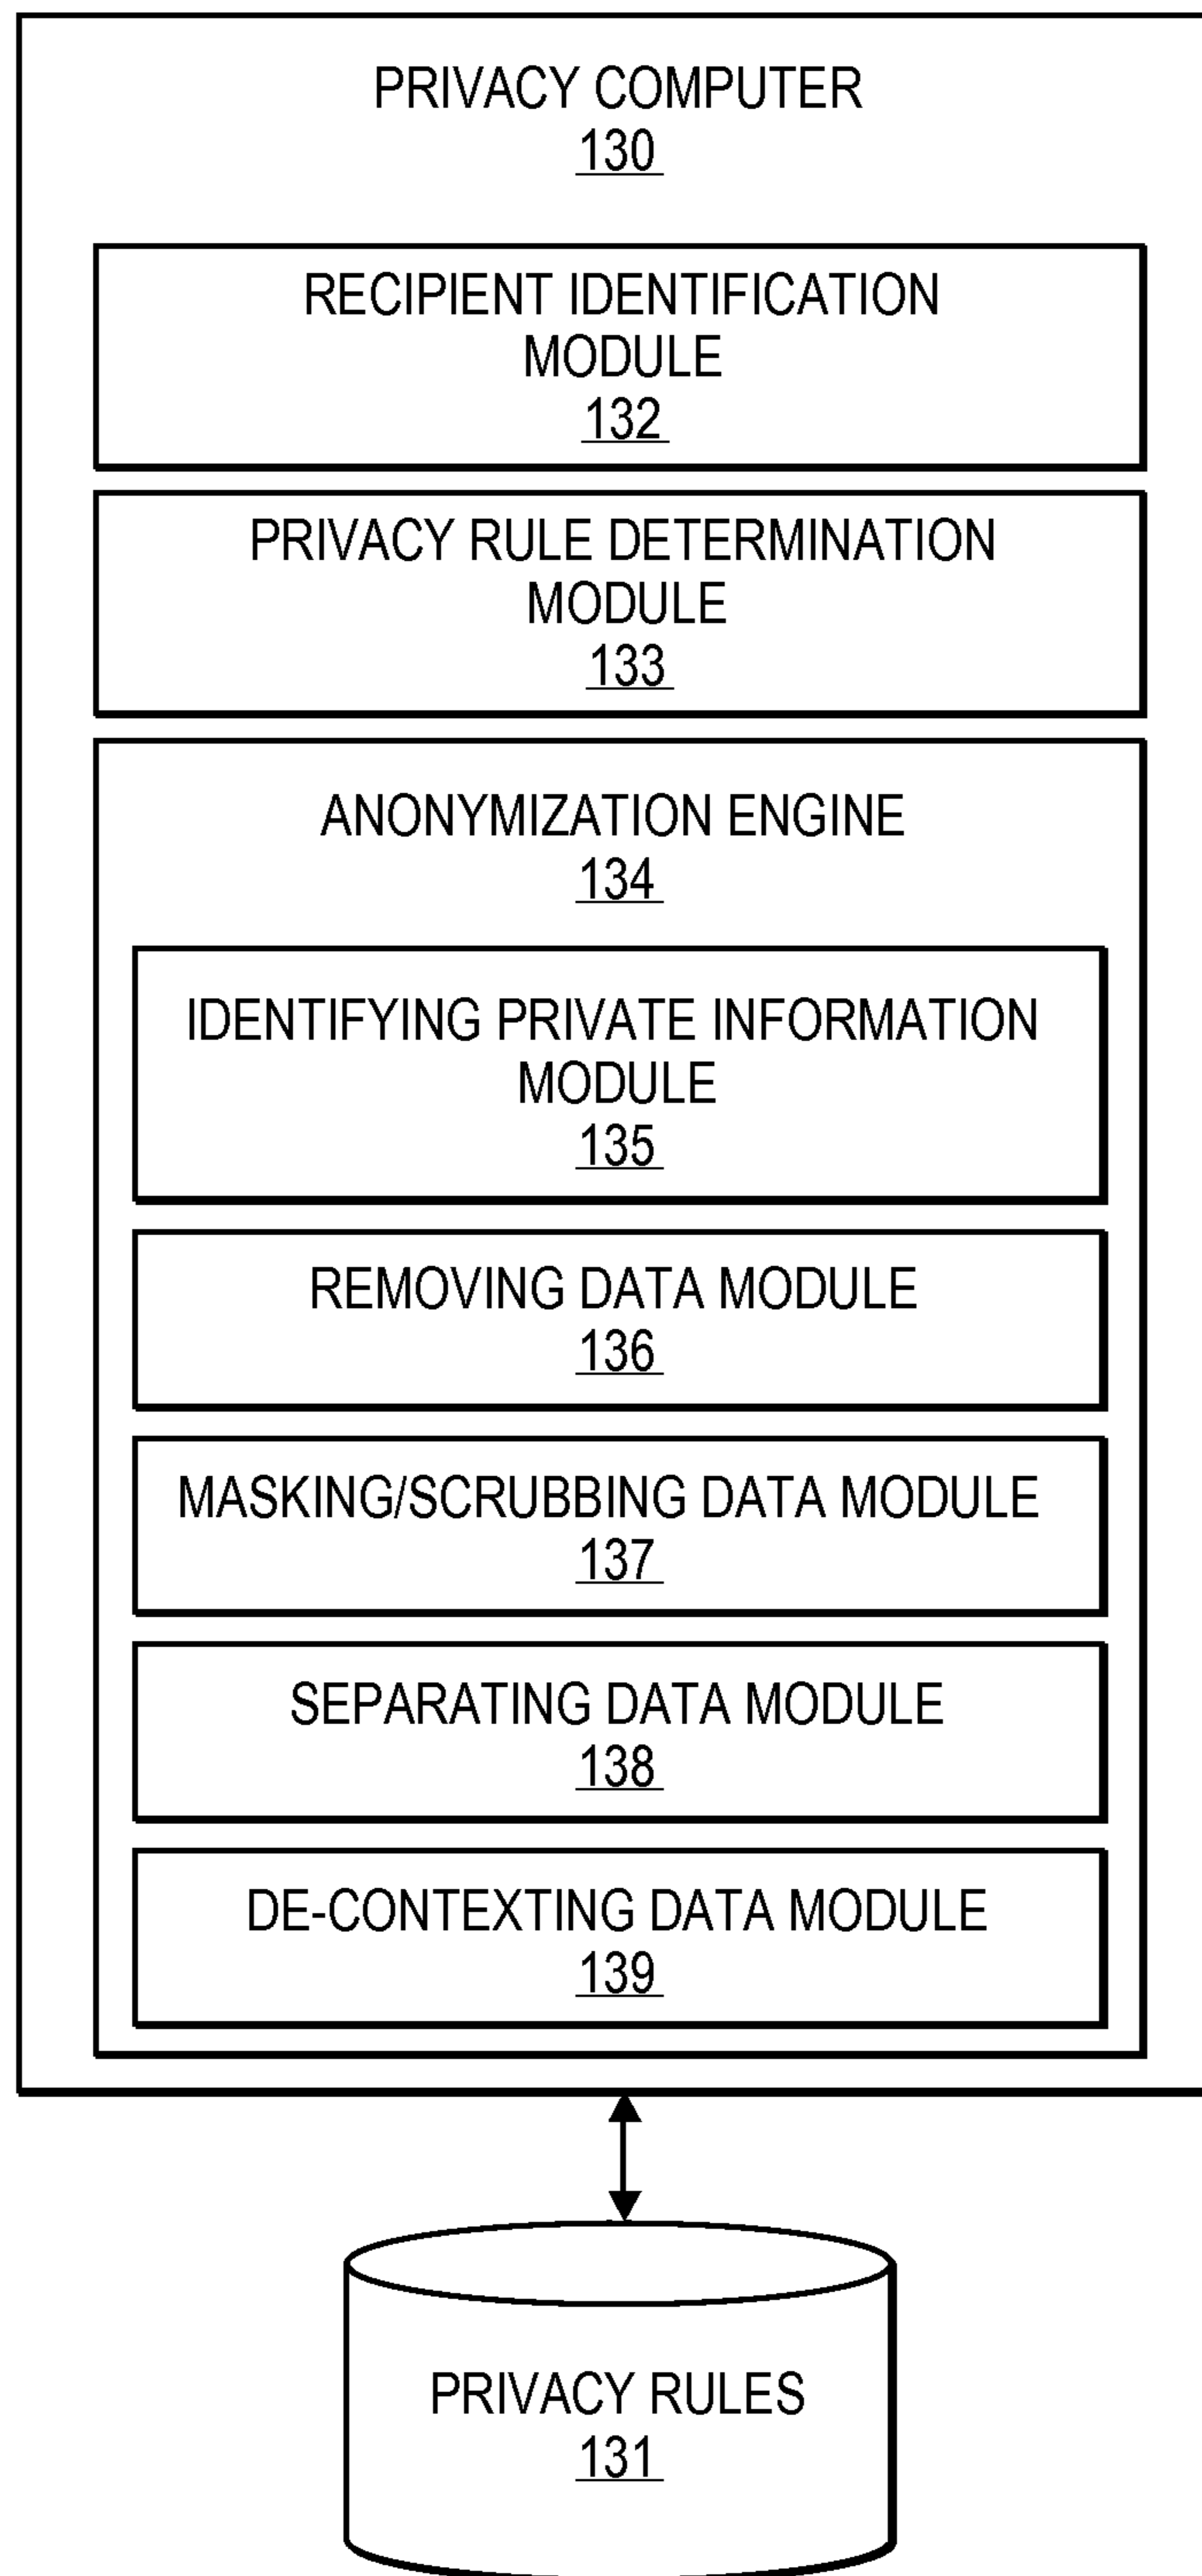 PRIVACY COMPUTER
130
RECIPIENT IDENTIFICATION
MODULE
132
PRIVACY RULE DETERMINATION
MODULE
133
ANONYMIZATION ENGINE
134
IDENTIFYING PRIVATE INFORMATION
MODULE
135
REMOVING DATA MODULE
136
MASKING/SCRUBBING DATA MODULE
137
SEPARATING DATA MODULE
138
DE-CONTEXTING DATA MODULE
139
PRIVACY RULES
131